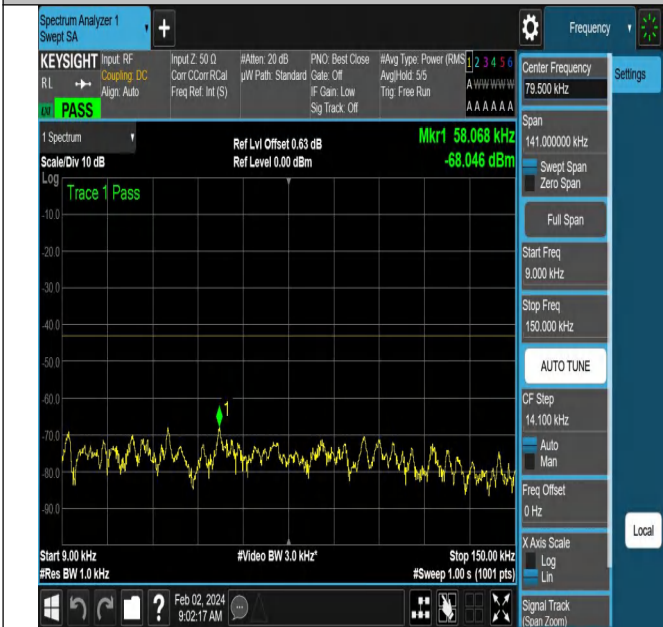 Spectrum Analyzer 1
Swept SA
+
Frequency
KEYSIGHT
Input: RF
Coupling: DC
Align: Auto
Input Z: 50 Ω
Corr CCorr RCal
Freq Ref: Int (S)
#Atten: 20 dB
µW Path: Standard
PNO: Best Close
Gate: Off
IF Gain: Low
Sig Track: Off
#Avg Type: Power (RMS
Avg|Hold: 5/5
Trig: Free Run
1 2 3 4 5 6
A W W W W W
A A A A A A
R L
PASS
1 Spectrum
Scale/Div 10 dB
Ref Lvl Offset 0.63 dB
Ref Level 0.00 dBm
Mkr1 58.068 kHz
-68.046 dBm
Log
Trace 1 Pass
-10.0
-20.0
-30.0
-40.0
-50.0
-60.0
-70.0
-80.0
-90.0
1
Start 9.00 kHz
#Res BW 1.0 kHz
#Video BW 3.0 kHz*
Stop 150.00 kHz
#Sweep 1.00 s (1001 pts)
?
Feb 02, 2024
9:02:17 AM
Center Frequency
79.500 kHz
Settings
Span
141.000000 kHz
Swept Span
Zero Span
Full Span
Start Freq
9.000 kHz
Stop Freq
150.000 kHz
AUTO TUNE
CF Step
14.100 kHz
Auto
Man
Freq Offset
0 Hz
X Axis Scale
Log
Lin
Local
Signal Track
(Span Zoom)